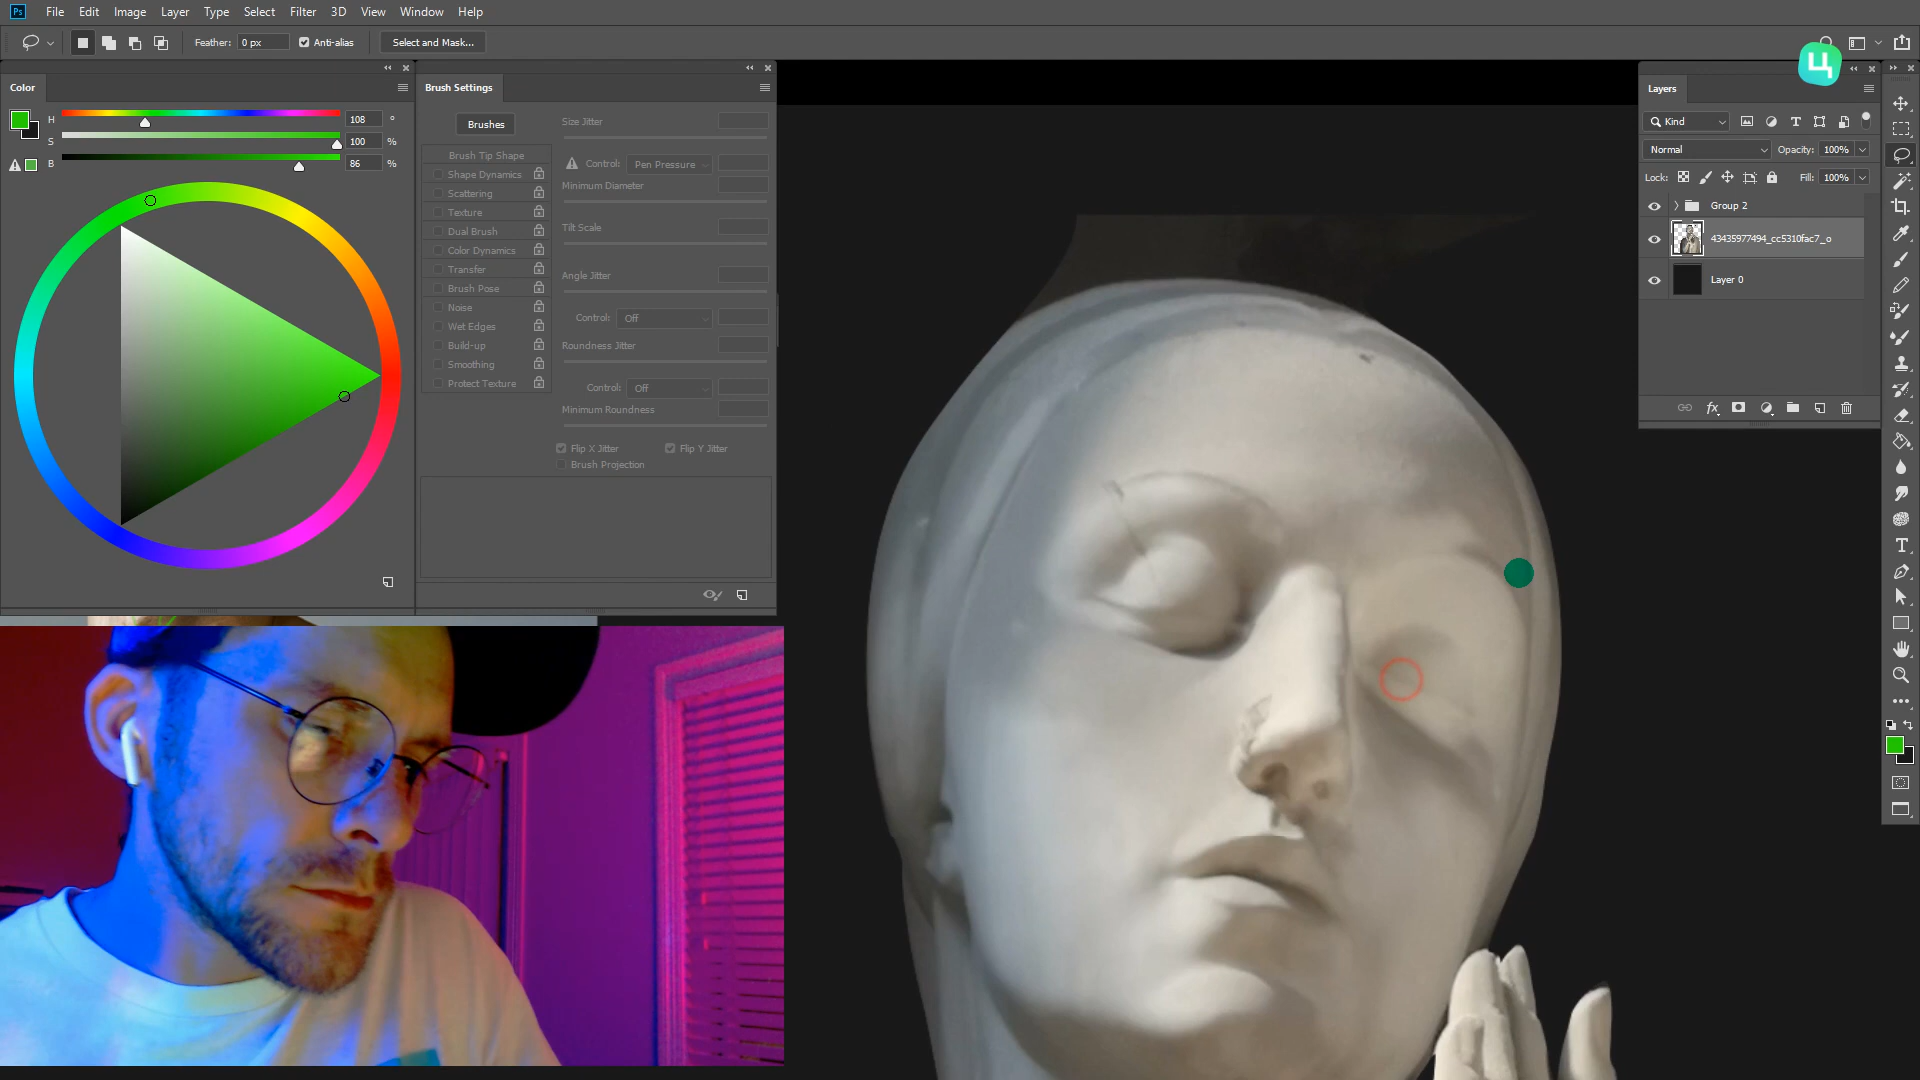 Ps File Edit Image Layer Type Select Filter 3D View Window Help
Feather: 0 px Anti-alias Select and Mask...
Ц
Color
H 108 °
S 100 %
B 86 %
Brush Settings
Brushes
Brush Tip Shape
Shape Dynamics
Scattering
Texture
Dual Brush
Color Dynamics
Transfer
Brush Pose
Noise
Wet Edges
Build-up
Smoothing
Protect Texture
Size Jitter
Control: Pen Pressure
Minimum Diameter
Tilt Scale
Angle Jitter
Control: Off
Roundness Jitter
Control: Off
Minimum Roundness
Flip X Jitter Flip Y Jitter
Brush Projection
Layers
Kind
Normal Opacity: 100%
Lock: Fill: 100%
Group 2
43435977494_cc5310fac7_o
Layer 0
fx
T